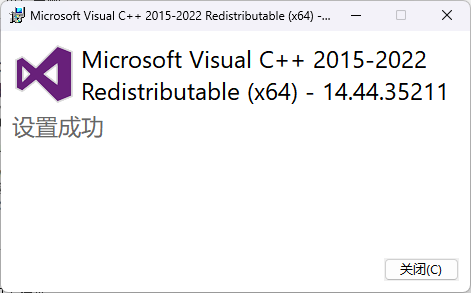 Microsoft Visual C++ 2015-2022 Redistributable (x64) -...
Microsoft Visual C++ 2015-2022
Redistributable (x64) - 14.44.35211
设置成功
关闭(C)